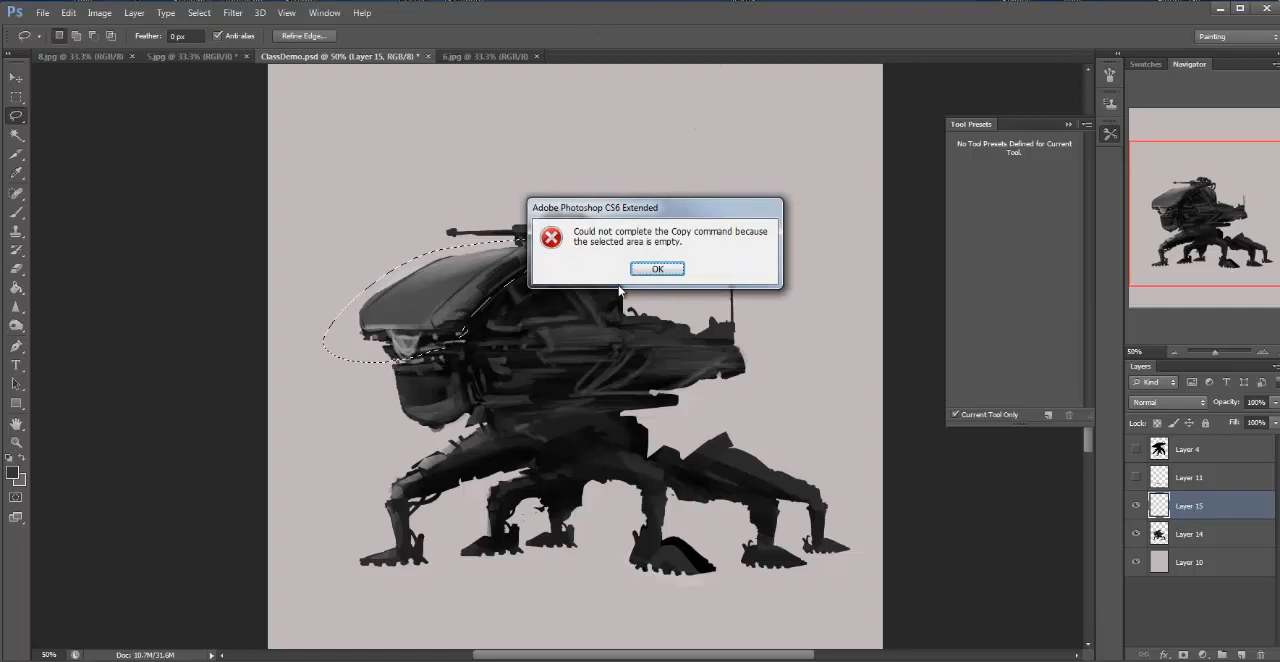 Ps File Edit Image Layer Type Select Filter 3D View Window Help
Feather: 0 px Anti-alias Refine Edge... Painting
8.jpg @ 33.3% (RGB/8) × 5.jpg @ 33.3% (RGB/8) * × ClassDemo.psd @ 50% (Layer 15, RGB/8) * × 6.jpg @ 33.3% (RGB/8) ×
Swatches Navigator
Tool Presets
No Tool Presets Defined for Current
Tool.
Adobe Photoshop CS6 Extended
Could not complete the Copy command because
the selected area is empty.
OK
50%
Layers
Kind
Normal Opacity: 100%
Lock: Fill: 100%
Current Tool Only
Layer 4
Layer 11
Layer 15
Layer 14
Layer 10
50% Doc: 10.7M/31.6M